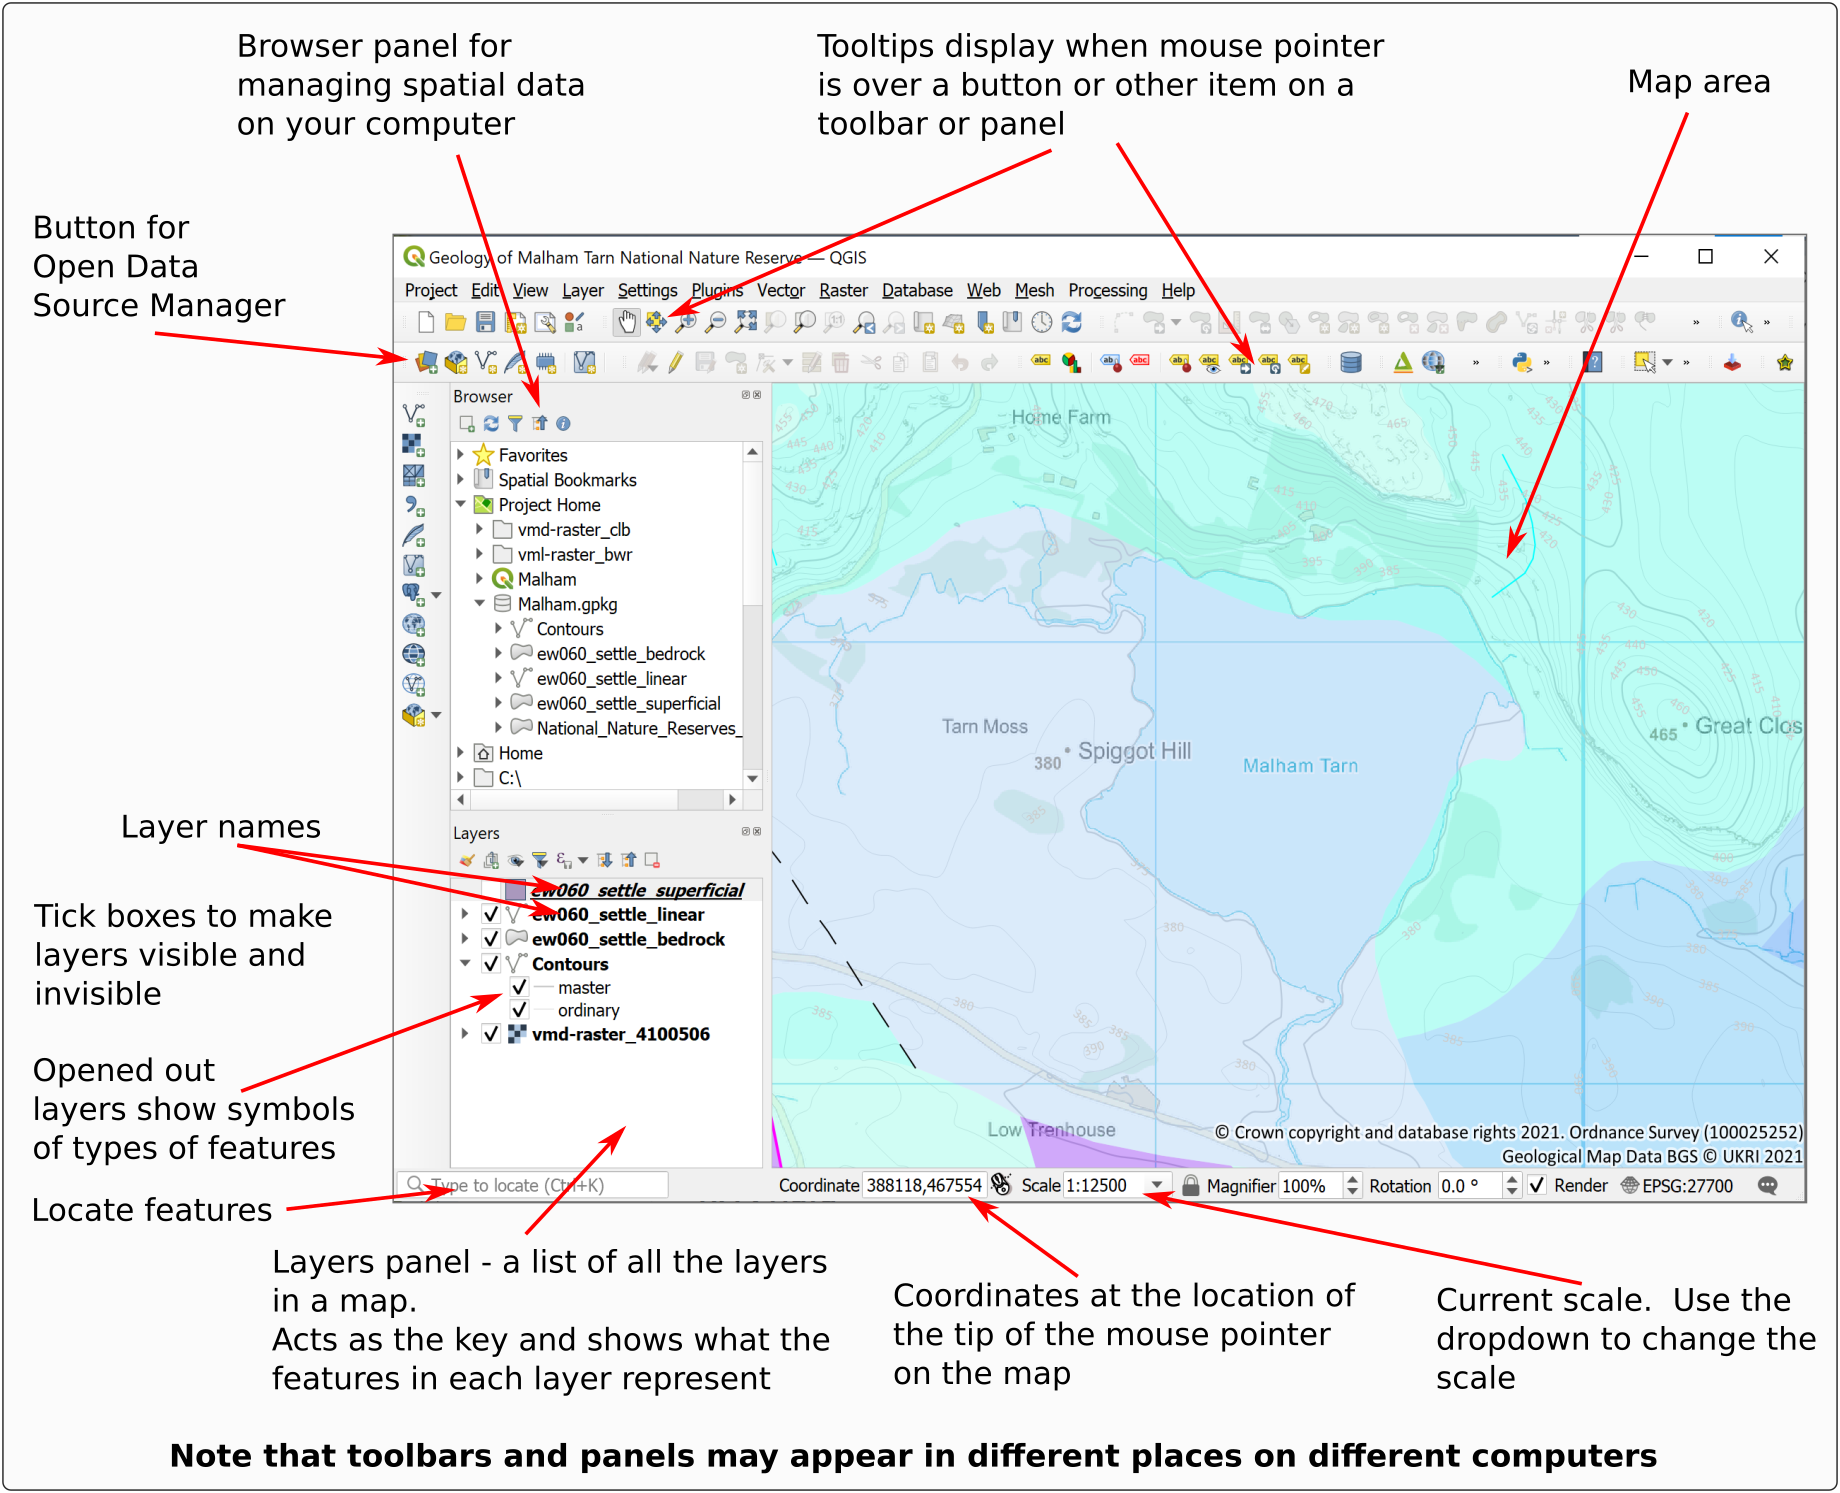 Browser panel for
managing spatial data
on your computer
Tooltips display when mouse pointer
is over a button or other item on a
toolbar or panel
Map area
Button for
Open Data
Source Manager
Geology of Malham Tarn National Nature Reserve — QGIS
Project Edit View Layer Settings Plugins Vector Raster Database Web Mesh Processing Help
Browser
Favorites
Spatial Bookmarks
Project Home
vmd-raster_clb
vml-raster_bwr
Malham
Malham.gpkg
Contours
ew060_settle_bedrock
ew060_settle_linear
ew060_settle_superficial
National_Nature_Reserves_
Home
C:\
Home Farm
Tarn Moss
380 Spiggot Hill
Malham Tarn
465 Great Clos
Low Trenhouse
© Crown copyright and database rights 2021. Ordnance Survey (100025252)
Geological Map Data BGS © UKRI 2021
Layer names
Layers
ew060_settle_superficial
ew060_settle_linear
ew060_settle_bedrock
Contours
master
ordinary
vmd-raster_4100506
Tick boxes to make
layers visible and
invisible
Opened out
layers show symbols
of types of features
Locate features
Type to locate (Ctrl+K)
Coordinate 388118,467554 Scale 1:12500 Magnifier 100% Rotation 0.0 ° Render EPSG:27700
Layers panel - a list of all the layers
in a map.
Acts as the key and shows what the
features in each layer represent
Coordinates at the location of
the tip of the mouse pointer
on the map
Current scale. Use the
dropdown to change the
scale
Note that toolbars and panels may appear in different places on different computers